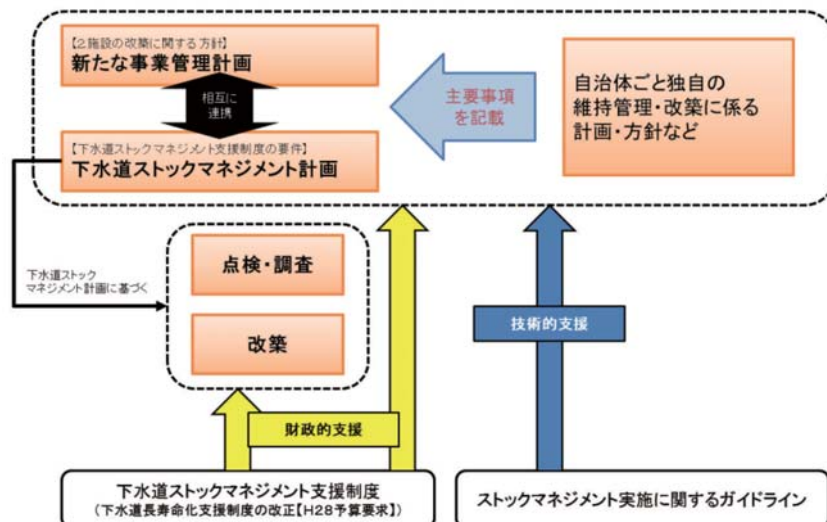 【2施設の改築に関する方針】
新たな事業管理計画
相互に
連携
【下水道ストックマネジメント支援制度の要件】
下水道ストックマネジメント計画
主要事項
を記載
自治体ごと独自の
維持管理・改築に係る
計画・方針など
下水道ストック
マネジメント計画に基づく
点検・調査
改築
技術的支援
財政的支援
下水道ストックマネジメント支援制度
(下水道長寿命化支援制度の改正【H28予算要求】)
ストックマネジメント実施に関するガイドライン